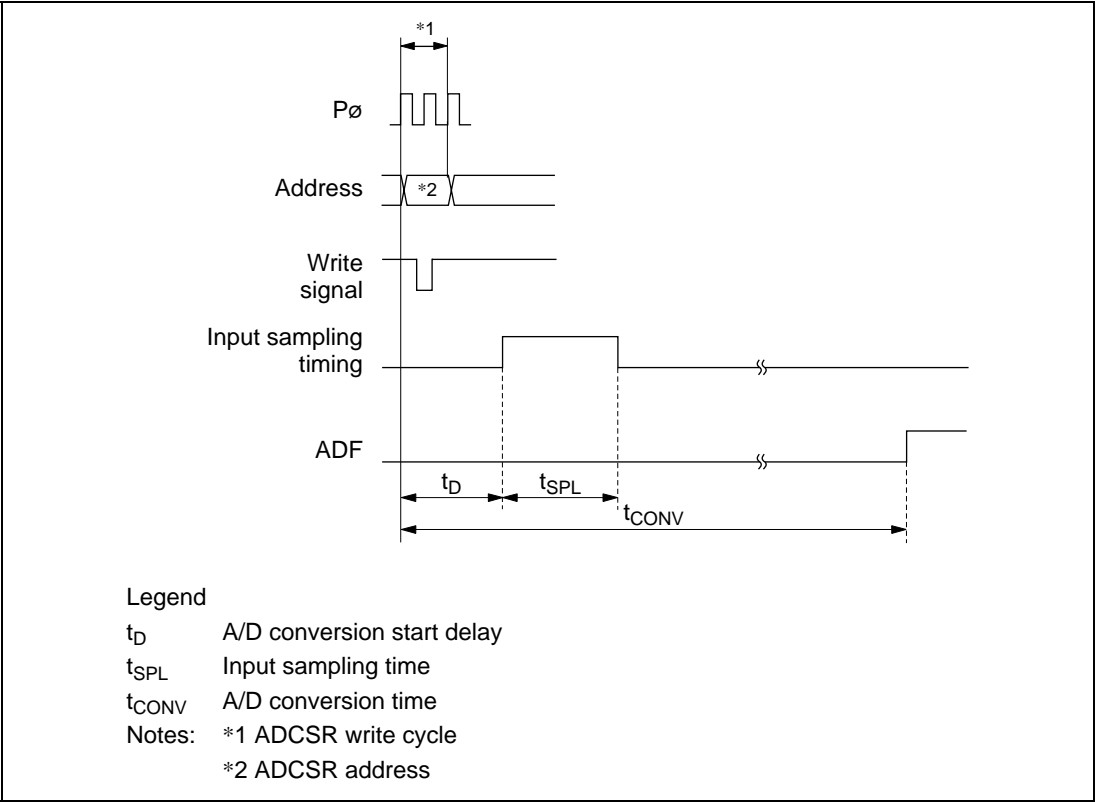 *1
Pø
Address
*2
Write
signal
Input sampling
timing
ADF
tD
tSPL
tCONV
Legend
tD A/D conversion start delay
tSPL Input sampling time
tCONV A/D conversion time
Notes: *1 ADCSR write cycle
*2 ADCSR address